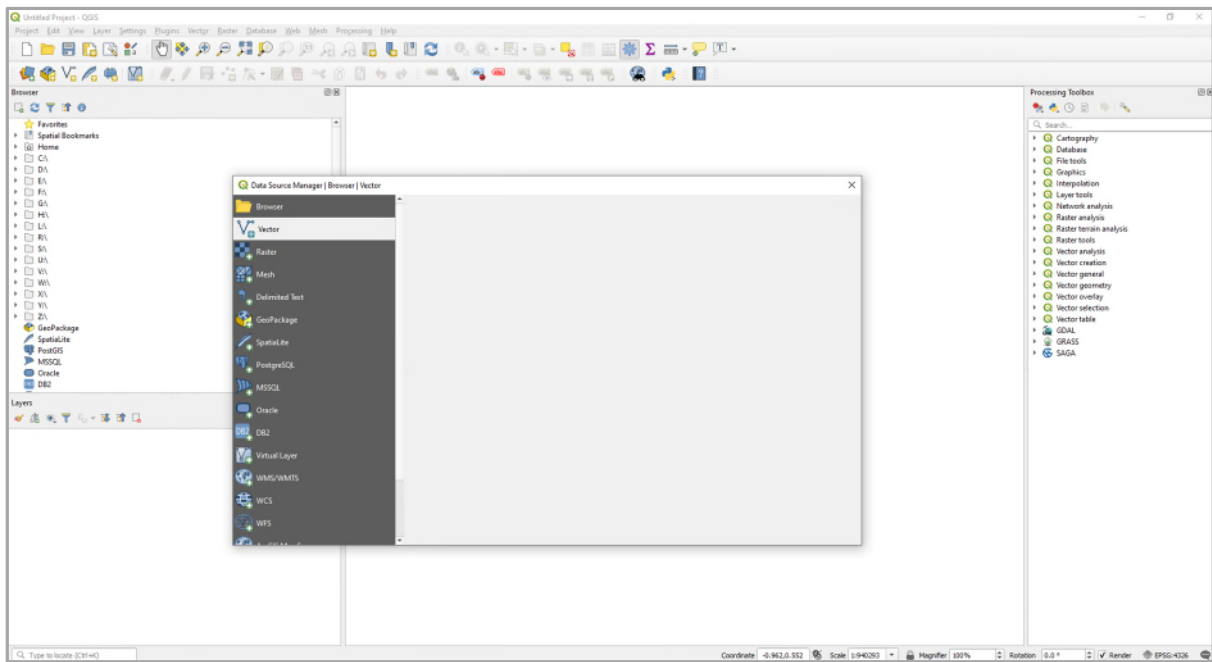 Untitled Project - QGIS
Project Edit View Layer Settings Plugins Vector Raster Database Web Mesh Processing Help
Browser
Favorites
Spatial Bookmarks
Home
C:\
D:\
E:\
F:\
G:\
H:\
L:\
R:\
S:\
U:\
V:\
W:\
X:\
Y:\
Z:\
GeoPackage
SpatiaLite
PostGIS
MSSQL
Oracle
DB2
Layers
Data Source Manager | Browser | Vector
Browser
Vector
Raster
Mesh
Delimited Text
GeoPackage
SpatiaLite
PostgreSQL
MSSQL
Oracle
DB2
DB2
Virtual Layer
WMS/WMTS
WCS
WFS
Processing Toolbox
Search...
Cartography
Database
File tools
Graphics
Interpolation
Layer tools
Network analysis
Raster analysis
Raster terrain analysis
Raster tools
Vector analysis
Vector creation
Vector general
Vector geometry
Vector overlay
Vector selection
Vector table
GDAL
GRASS
SAGA
Type to locate (Ctrl+K)
Coordinate -0.962,0.552 Scale 1:940293 Magnifier 100% Rotation 0.0 ° Render EPSG:4326